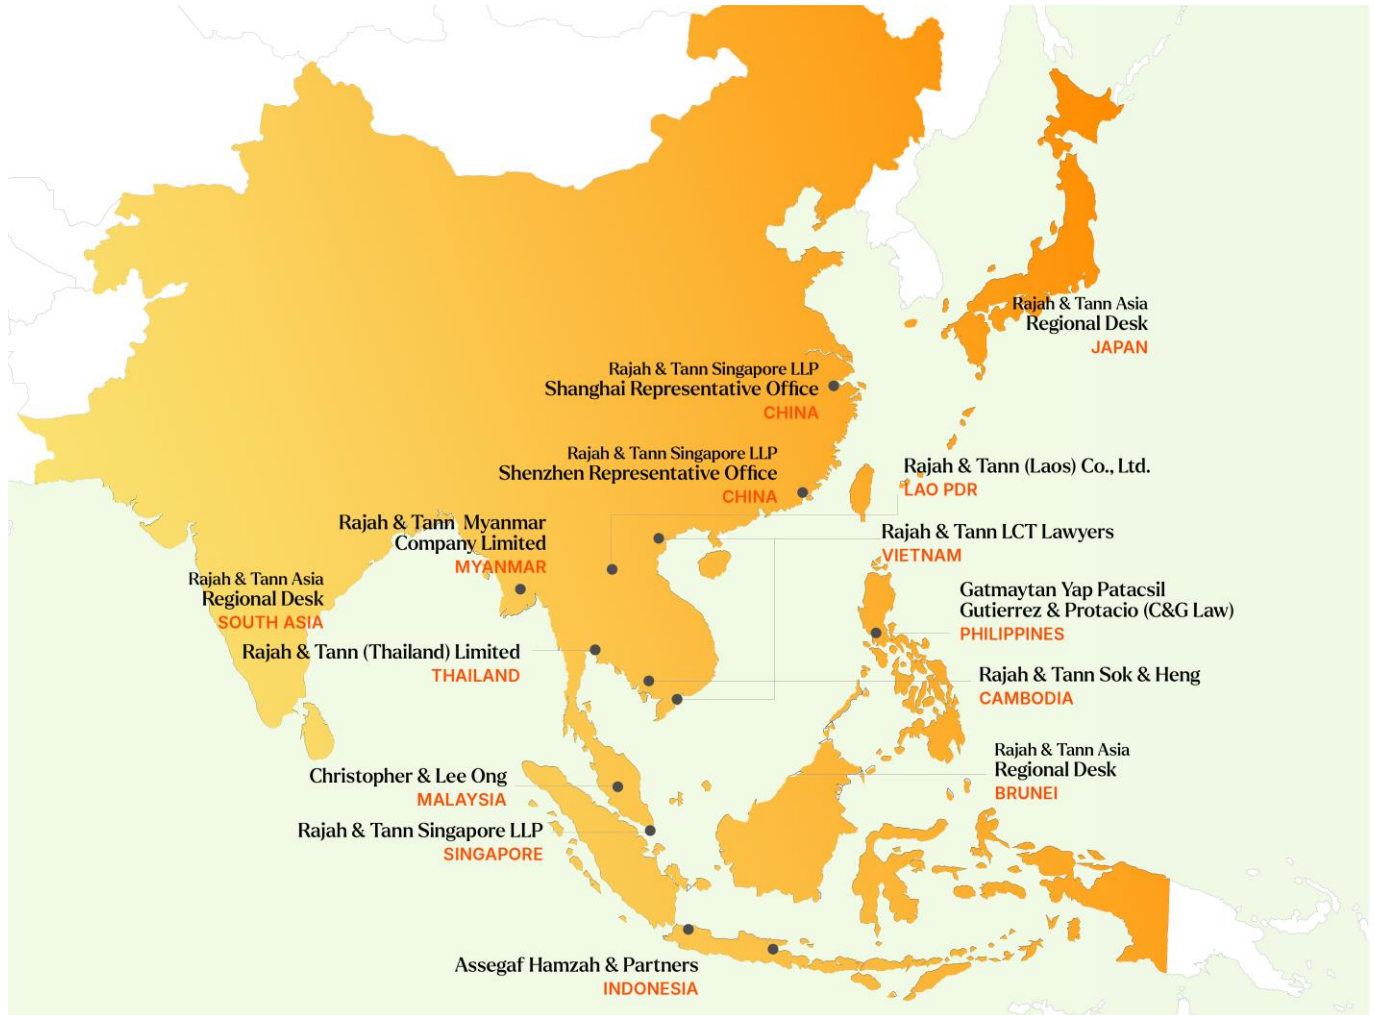 Rajah & Tann Asia
Regional Desk
JAPAN
Rajah & Tann Singapore LLP
Shanghai Representative Office
CHINA
Rajah & Tann Singapore LLP
Shenzhen Representative Office
CHINA
Rajah & Tann (Laos) Co., Ltd.
LAO PDR
Rajah & Tann Myanmar
Company Limited
MYANMAR
Rajah & Tann LCT Lawyers
VIETNAM
Rajah & Tann Asia
Regional Desk
SOUTH ASIA
Gatmaytan Yap Patacsil
Gutierrez & Protacio (C&G Law)
PHILIPPINES
Rajah & Tann (Thailand) Limited
THAILAND
Rajah & Tann Sok & Heng
CAMBODIA
Rajah & Tann Asia
Regional Desk
BRUNEI
Christopher & Lee Ong
MALAYSIA
Rajah & Tann Singapore LLP
SINGAPORE
Assegaf Hamzah & Partners
INDONESIA